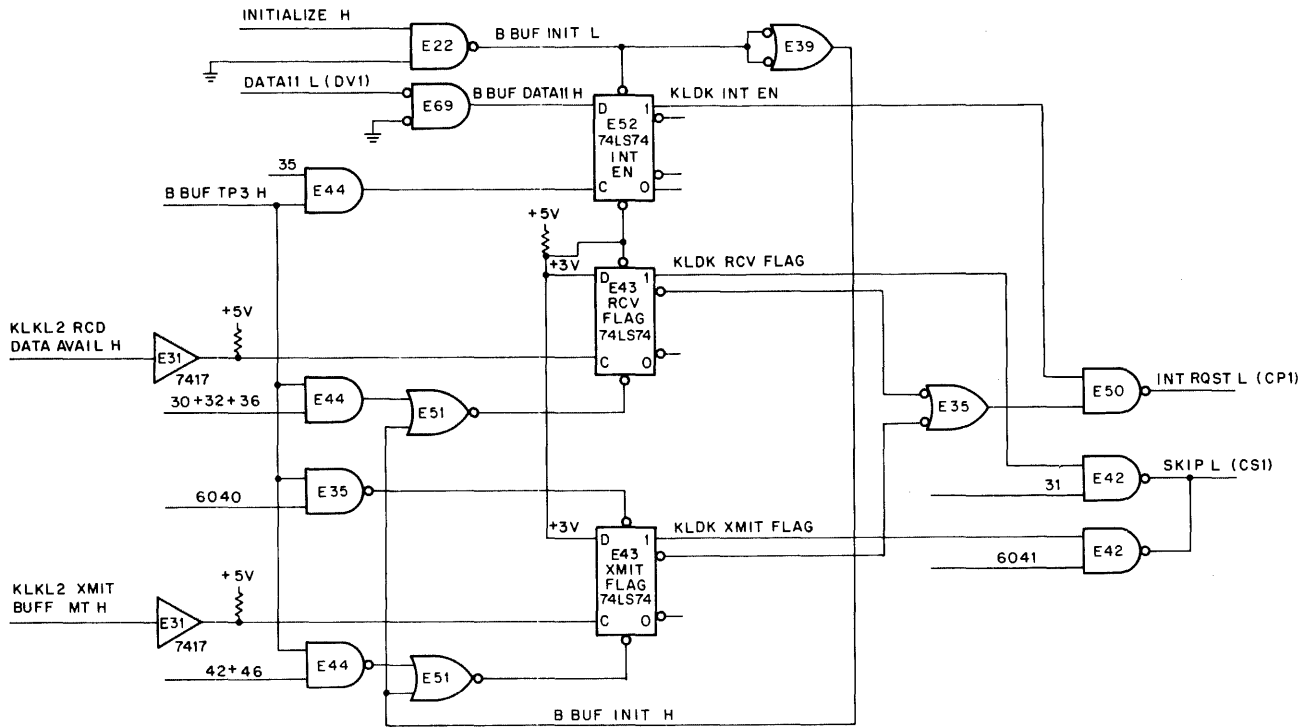 INITIALIZE H
E22
B BUF INIT L
E39
DATA11 L (DV1)
E69
B BUF DATA11 H
D 1
E52
74LS74
INT
EN
C 0
KLDK INT EN
35
B BUF TP3 H
E44
+5V
+3V
D 1
E43
RCV
FLAG
74LS74
C 0
KLDK RCV FLAG
KLKL2 RCD
DATA AVAIL H
E31
7417
+5V
30+32+36
E44
E51
E35
E50
INT RQST L (CP1)
31
E42
SKIP L (CS1)
6040
E35
+3V
D 1
E43
XMIT
FLAG
74LS74
C 0
KLDK XMIT FLAG
6041
E42
KLKL2 XMIT
BUFF MT H
E31
7417
+5V
42+46
E44
E51
B BUF INIT H